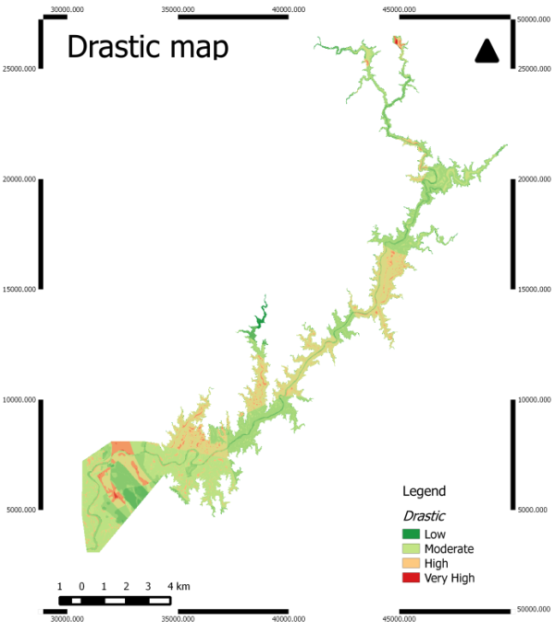 30000.000 35000.000 40000.000 45000.000
50000.000
Drastic map
25000.000 25000.000
20000.000 20000.000
15000.000 15000.000
10000.000 10000.000
5000.000 5000.000
Legend
Drastic
Low
Moderate
High
Very High
1 0 1 2 3 4 km
50000.000
30000.000 35000.000 40000.000 45000.000